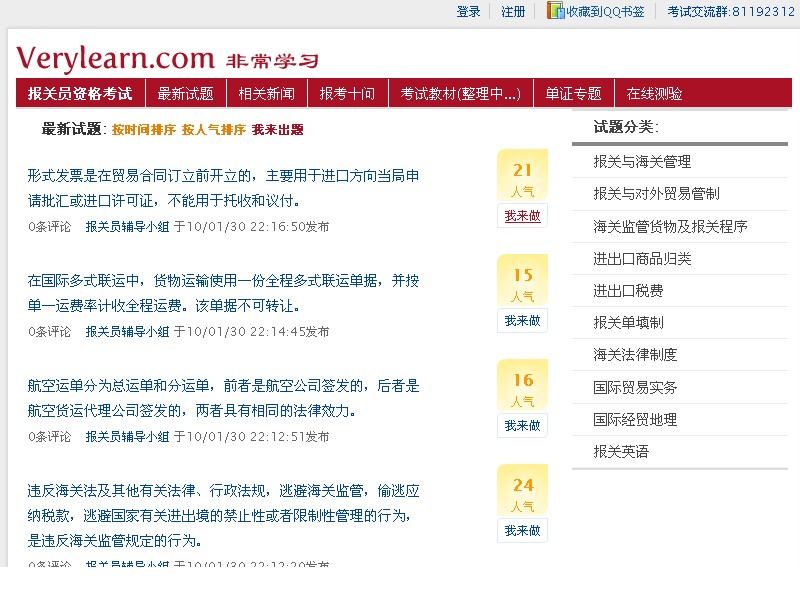 登录 注册 收藏到QQ书签 考试交流群:81192312
Verylearn.com 非常学习
报关员资格考试 最新试题 相关新闻 报考十问 考试教材(整理中...) 单证专题 在线测验
最新试题: 按时间排序 按人气排序 我来出题
形式发票是在贸易合同订立前开立的，主要用于进口方向当局申
请批汇或进口许可证，不能用于托收和议付。
0条评论 报关员辅导小组 于10/01/30 22:16:50发布
21
人气
我来做
在国际多式联运中，货物运输使用一份全程多式联运单据，并按
单一运费率计收全程运费。该单据不可转让。
0条评论 报关员辅导小组 于10/01/30 22:14:45发布
15
人气
我来做
航空运单分为总运单和分运单，前者是航空公司签发的，后者是
航空货运代理公司签发的，两者具有相同的法律效力。
0条评论 报关员辅导小组 于10/01/30 22:12:51发布
16
人气
我来做
违反海关法及其他有关法律、行政法规，逃避海关监管，偷逃应
纳税款，逃避国家有关进出境的禁止性或者限制性管理的行为，
是违反海关监管规定的行为。
0条评论 报关员辅导小组 于10/01/30 22:12:20发布
24
人气
我来做
试题分类:
报关与海关管理
报关与对外贸易管制
海关监管货物及报关程序
进出口商品归类
进出口税费
报关单填制
海关法律制度
国际贸易实务
国际经贸地理
报关英语